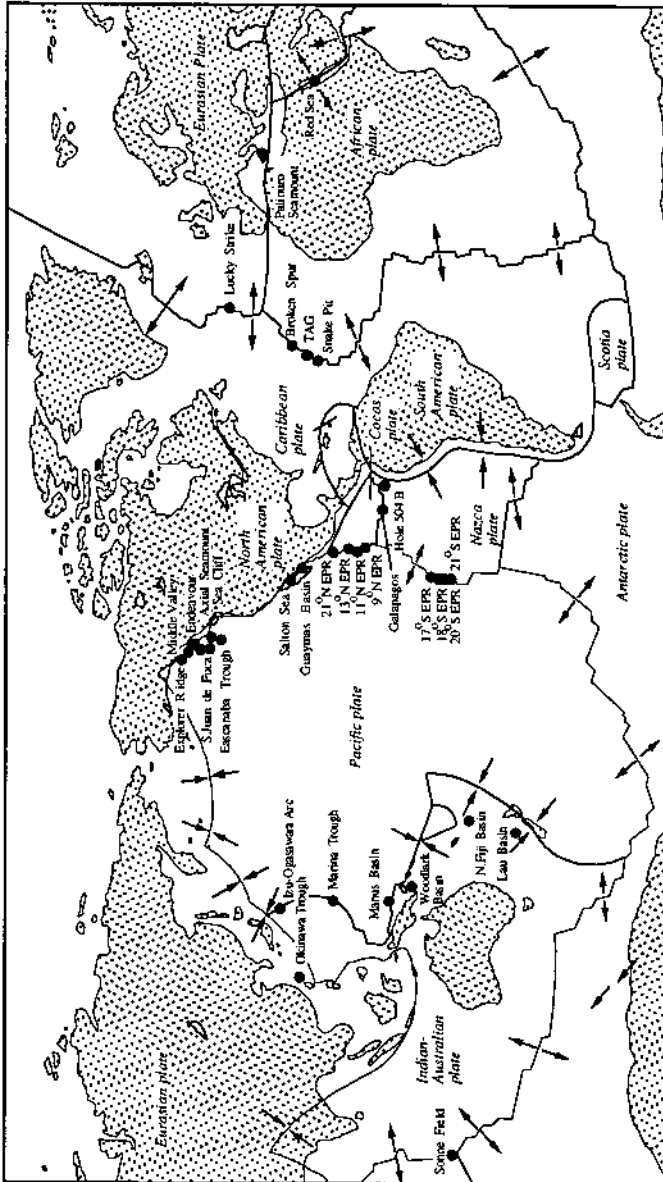 Eurasian plate
Okinawa Trough
Izu-Ogasawara Arc
Marina Trough
Manus Basin
Woodlark
Basin
N.Fiji Basin
Lau Basin
Indian-
Australian
plate
Sonne Field
Pacific plate
Antarctic plate
Explorer Ridge
Middle Valley
Endeavour
Axial Seamount
Sea Cliff
S.Juan de Fuca
Escanaba Trough
North
American
plate
Salton Sea
Guaymas Basin
21°N EPR
13°N EPR
11°N EPR
9°N EPR
Galapagos
Hole 504B
17°S EPR
18°S EPR
20°S EPR
21°S EPR
Nazca
plate
Caribbean
plate
Cocas
plate
South
American
plate
Scotia
plate
Lucky Strike
Broken Spur
TAG
Snake Pit
Eurasian Plate
Palinuro
Seamount
Red Sea
African
plate